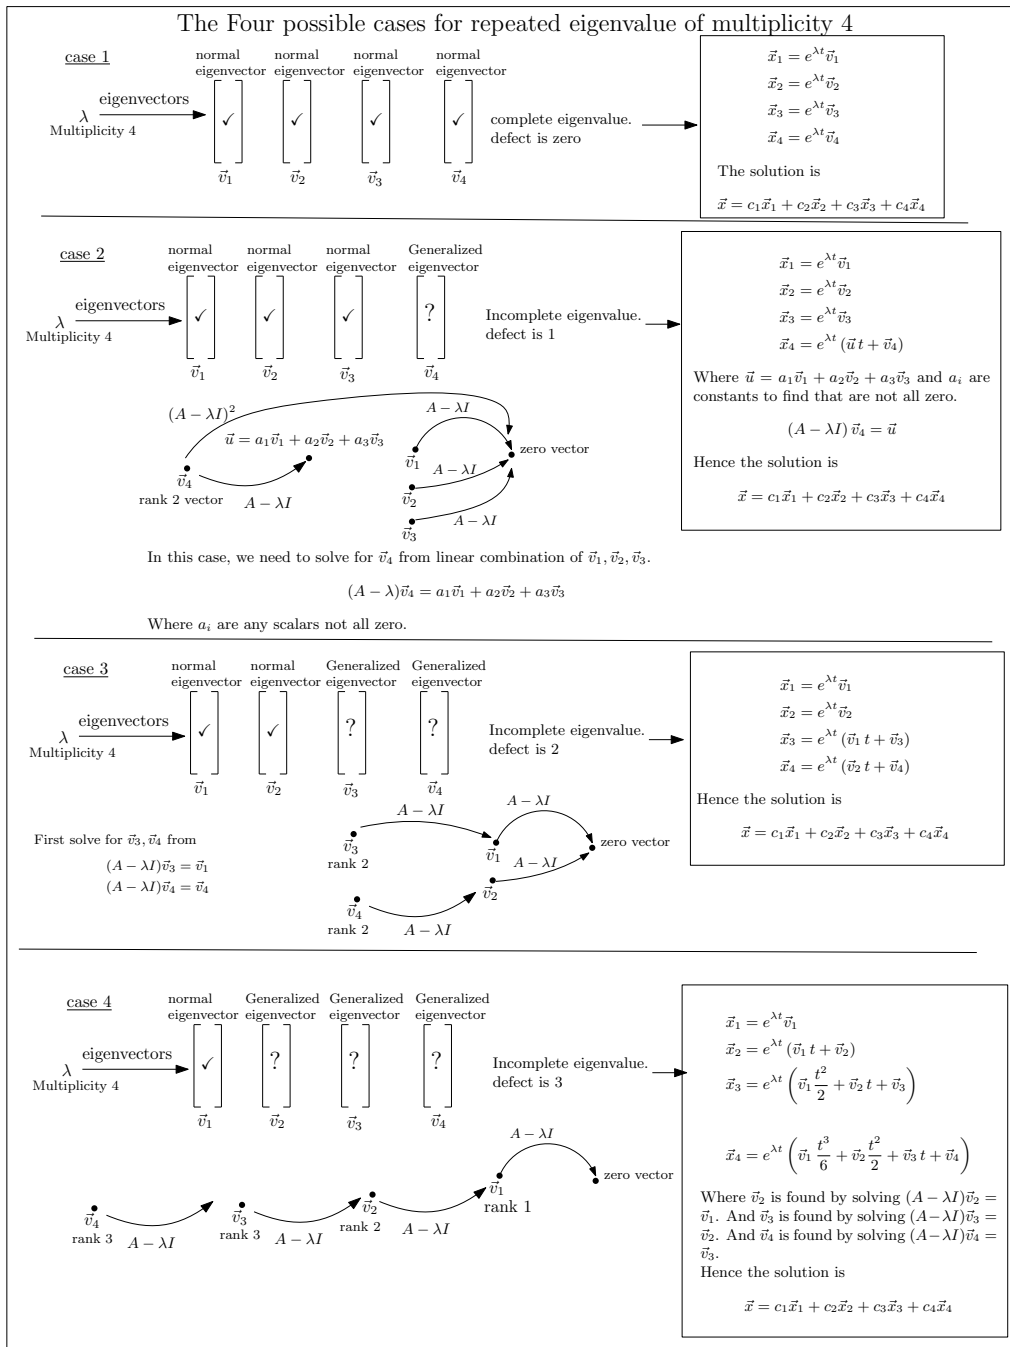 The Four possible cases for repeated eigenvalue of multiplicity 4
case 1
normal eigenvector
normal eigenvector
normal eigenvector
normal eigenvector
λ
Multiplicity 4
eigenvectors
✓ ✓ ✓ ✓
v⃗₁ v⃗₂ v⃗₃ v⃗₄
complete eigenvalue.
defect is zero
x⃗₁ = e^{λt}v⃗₁
x⃗₂ = e^{λt}v⃗₂
x⃗₃ = e^{λt}v⃗₃
x⃗₄ = e^{λt}v⃗₄
The solution is
x⃗ = c₁x⃗₁ + c₂x⃗₂ + c₃x⃗₃ + c₄x⃗₄
case 2
normal eigenvector
normal eigenvector
normal eigenvector
Generalized eigenvector
λ
Multiplicity 4
eigenvectors
✓ ✓ ✓ ?
v⃗₁ v⃗₂ v⃗₃ v⃗₄
Incomplete eigenvalue.
defect is 1
x⃗₁ = e^{λt}v⃗₁
x⃗₂ = e^{λt}v⃗₂
x⃗₃ = e^{λt}v⃗₃
x⃗₄ = e^{λt} (u⃗ t + v⃗₄)
Where u⃗ = a₁v⃗₁ + a₂v⃗₂ + a₃v⃗₃ and aᵢ are
constants to find that are not all zero.
(A − λI) v⃗₄ = u⃗
Hence the solution is
x⃗ = c₁x⃗₁ + c₂x⃗₂ + c₃x⃗₃ + c₄x⃗₄
(A − λI)²
u⃗ = a₁v⃗₁ + a₂v⃗₂ + a₃v⃗₃
v⃗₄
rank 2 vector
A − λI
A − λI
v⃗₁
zero vector
A − λI
v⃗₂
A − λI
v⃗₃
In this case, we need to solve for v⃗₄ from linear combination of v⃗₁, v⃗₂, v⃗₃.
(A − λ)v⃗₄ = a₁v⃗₁ + a₂v⃗₂ + a₃v⃗₃
Where aᵢ are any scalars not all zero.
case 3
normal eigenvector
normal eigenvector
Generalized eigenvector
Generalized eigenvector
λ
Multiplicity 4
eigenvectors
✓ ✓ ? ?
v⃗₁ v⃗₂ v⃗₃ v⃗₄
Incomplete eigenvalue.
defect is 2
x⃗₁ = e^{λt}v⃗₁
x⃗₂ = e^{λt}v⃗₂
x⃗₃ = e^{λt} (v⃗₁ t + v⃗₃)
x⃗₄ = e^{λt} (v⃗₂ t + v⃗₄)
Hence the solution is
x⃗ = c₁x⃗₁ + c₂x⃗₂ + c₃x⃗₃ + c₄x⃗₄
First solve for v⃗₃, v⃗₄ from
(A − λI)v⃗₃ = v⃗₁
(A − λI)v⃗₄ = v⃗₄
A − λI
A − λI
v⃗₃
rank 2
v⃗₁
zero vector
A − λI
v⃗₂
v⃗₄
rank 2
A − λI
case 4
normal eigenvector
Generalized eigenvector
Generalized eigenvector
Generalized eigenvector
λ
Multiplicity 4
eigenvectors
✓ ? ? ?
v⃗₁ v⃗₂ v⃗₃ v⃗₄
Incomplete eigenvalue.
defect is 3
x⃗₁ = e^{λt}v⃗₁
x⃗₂ = e^{λt} (v⃗₁ t + v⃗₂)
x⃗₃ = e^{λt} (v⃗₁ t²/2 + v⃗₂ t + v⃗₃)
x⃗₄ = e^{λt} (v⃗₁ t³/6 + v⃗₂ t²/2 + v⃗₃ t + v⃗₄)
Where v⃗₂ is found by solving (A − λI)v⃗₂ =
v⃗₁. And v⃗₃ is found by solving (A−λI)v⃗₃ =
v⃗₂. And v⃗₄ is found by solving (A−λI)v⃗₄ =
v⃗₃.
Hence the solution is
x⃗ = c₁x⃗₁ + c₂x⃗₂ + c₃x⃗₃ + c₄x⃗₄
A − λI
zero vector
v⃗₁
rank 1
v⃗₄
rank 3
A − λI
v⃗₃
rank 3
A − λI
v⃗₂
rank 2
A − λI